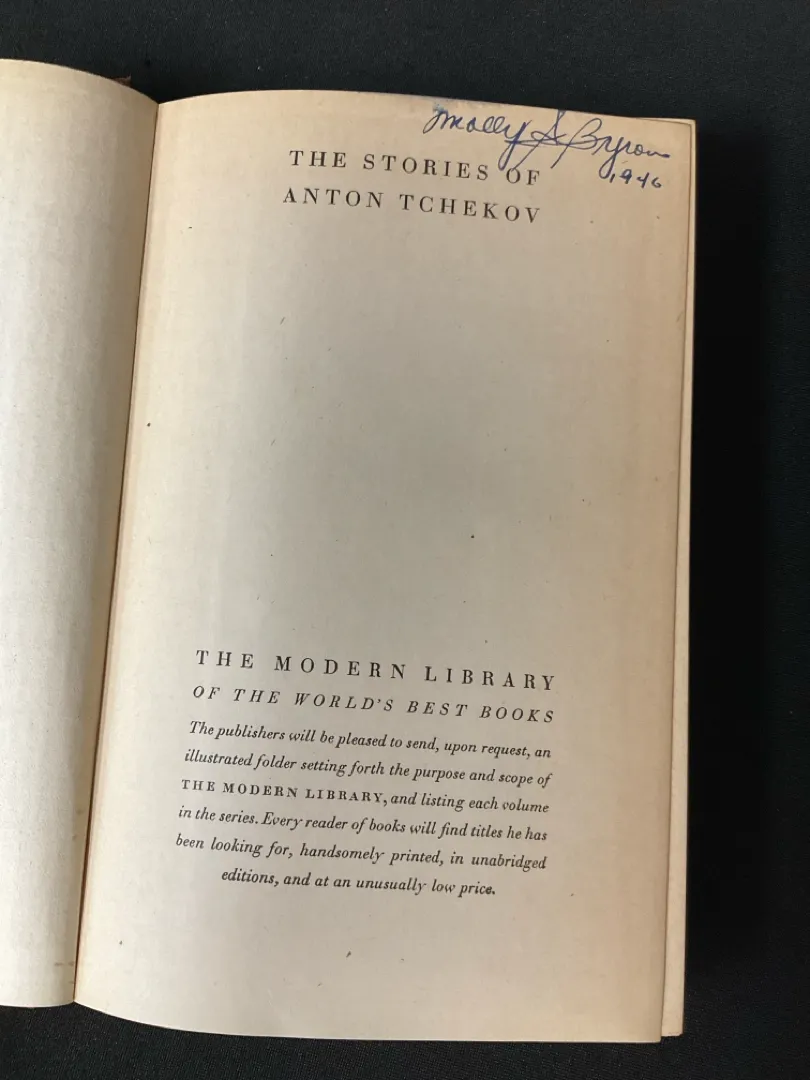 Molly S Byron
1946
THE STORIES OF
ANTON TCHEKOV
THE MODERN LIBRARY
OF THE WORLD'S BEST BOOKS
The publishers will be pleased to send, upon request, an
illustrated folder setting forth the purpose and scope of
THE MODERN LIBRARY, and listing each volume
in the series. Every reader of books will find titles he has
been looking for, handsomely printed, in unabridged
editions, and at an unusually low price.